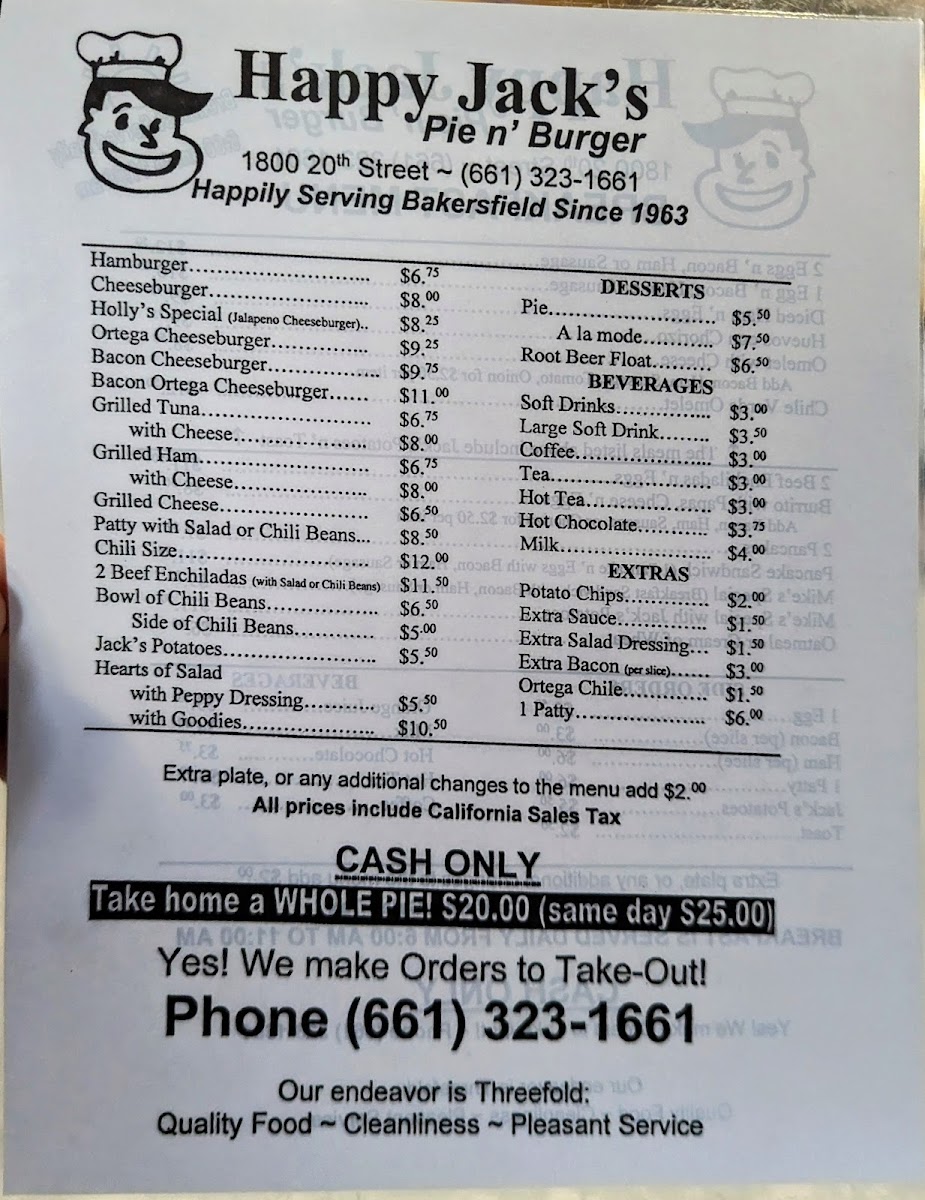 Happy Jack's
Pie n' Burger
1800 20th Street ~ (661) 323-1661
Happily Serving Bakersfield Since 1963
Hamburger.............................. $6.75
Cheeseburger........................... $8.00
Holly's Special (Jalapeno Cheeseburger).. $8.25
Ortega Cheeseburger................ $9.25
Bacon Cheeseburger................... $9.75
Bacon Ortega Cheeseburger....... $11.00
Grilled Tuna............................ $6.75
with Cheese....................... $8.00
Grilled Ham............................ $6.75
with Cheese....................... $8.00
Grilled Cheese......................... $6.50
Patty with Salad or Chili Beans... $8.50
Chili Size................................ $12.00
2 Beef Enchiladas (with Salad or Chili Beans) $11.50
Bowl of Chili Beans.................. $6.50
Side of Chili Beans............. $5.00
Jack's Potatoes.......................... $5.50
Hearts of Salad
with Peppy Dressing............ $5.50
with Goodies...................... $10.50
DESSERTS
Pie............................ $5.50
A la mode............ $7.50
Root Beer Float.......... $6.50
BEVERAGES
Soft Drinks................ $3.00
Large Soft Drink........ $3.50
Coffee....................... $3.00
Tea........................... $3.00
Hot Tea..................... $3.00
Hot Chocolate............ $3.75
Milk......................... $4.00
EXTRAS
Potato Chips.............. $2.00
Extra Sauce............... $1.50
Extra Salad Dressing... $1.50
Extra Bacon (per slice)...... $3.00
Ortega Chile.............. $1.50
1 Patty...................... $6.00
Extra plate, or any additional changes to the menu add $2.00
All prices include California Sales Tax
CASH ONLY
Take home a WHOLE PIE! $20.00 (same day $25.00)
Yes! We make Orders to Take-Out!
Phone (661) 323-1661
Our endeavor is Threefold:
Quality Food ~ Cleanliness ~ Pleasant Service